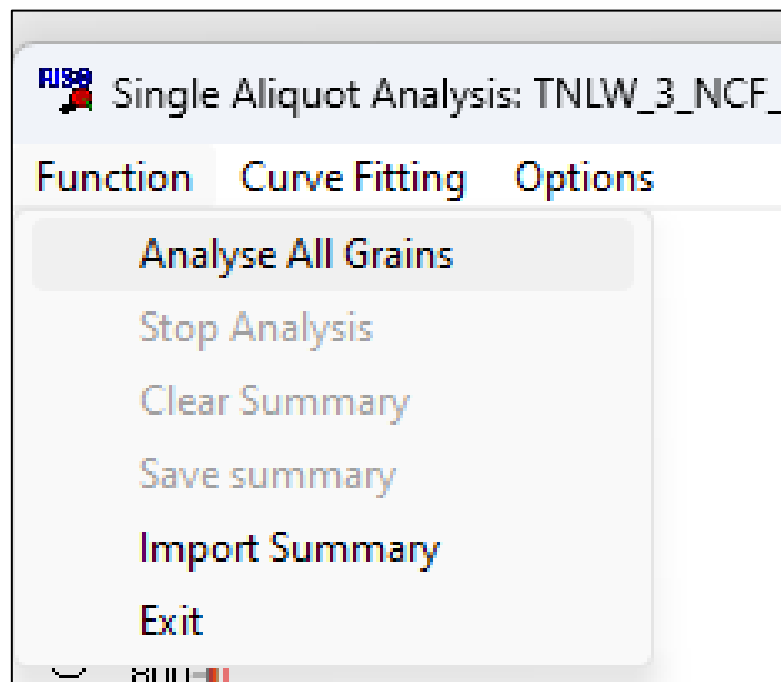 Single Aliquot Analysis: TNLW_3_NCF_
Function Curve Fitting Options
Analyse All Grains
Stop Analysis
Clear Summary
Save summary
Import Summary
Exit